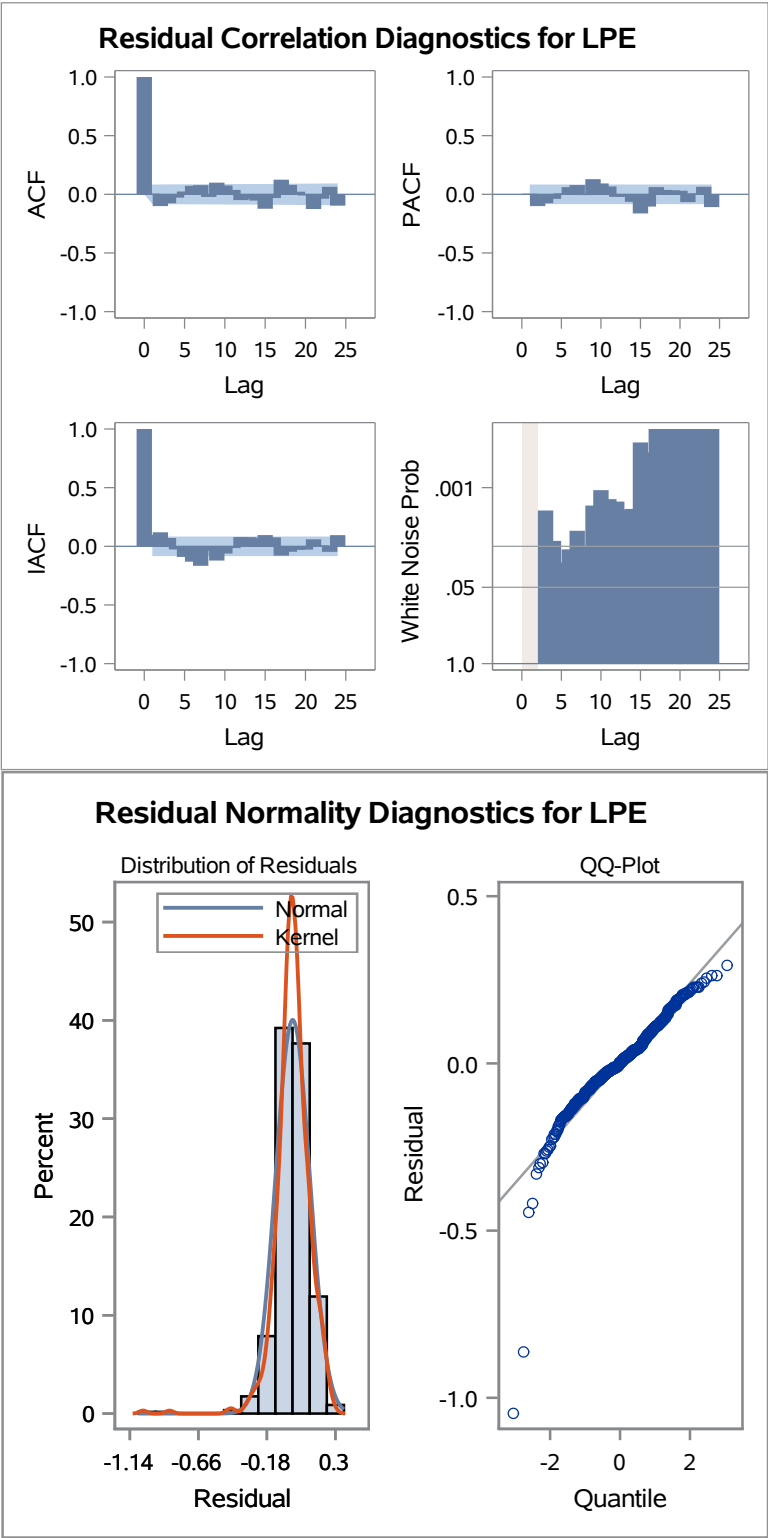 Residual Correlation Diagnostics for LPE
1.0
0.5
0.0
-0.5
-1.0
ACF
0 5 10 15 20 25
Lag
1.0
0.5
0.0
-0.5
-1.0
PACF
0 5 10 15 20 25
Lag
1.0
0.5
0.0
-0.5
-1.0
IACF
0 5 10 15 20 25
Lag
.001
.05
1.0
White Noise Prob
0 5 10 15 20 25
Lag
Residual Normality Diagnostics for LPE
Distribution of Residuals
Normal
Kernel
50
40
30
20
10
0
Percent
-1.14 -0.66 -0.18 0.3
Residual
QQ-Plot
0.5
0.0
-0.5
-1.0
Residual
-2 0 2
Quantile